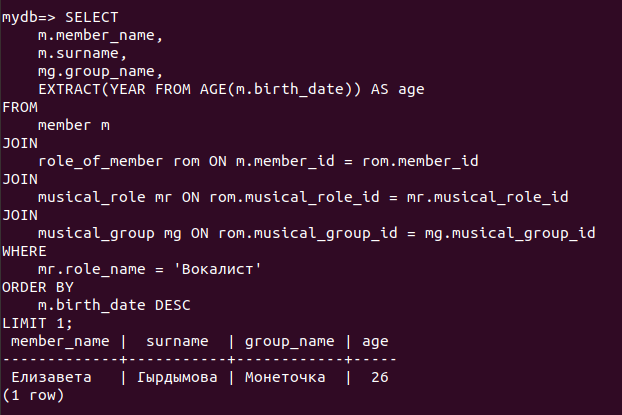 mydb=> SELECT
    m.member_name,
    m.surname,
    mg.group_name,
    EXTRACT(YEAR FROM AGE(m.birth_date)) AS age
FROM
    member m
JOIN
    role_of_member rom ON m.member_id = rom.member_id
JOIN
    musical_role mr ON rom.musical_role_id = mr.musical_role_id
JOIN
    musical_group mg ON rom.musical_group_id = mg.musical_group_id
WHERE
    mr.role_name = 'Вокалист'
ORDER BY
    m.birth_date DESC
LIMIT 1;
 member_name |  surname  | group_name | age
-------------+-----------+------------+-----
 Елизавета   | Гырдымова | Монеточка  |  26
(1 row)